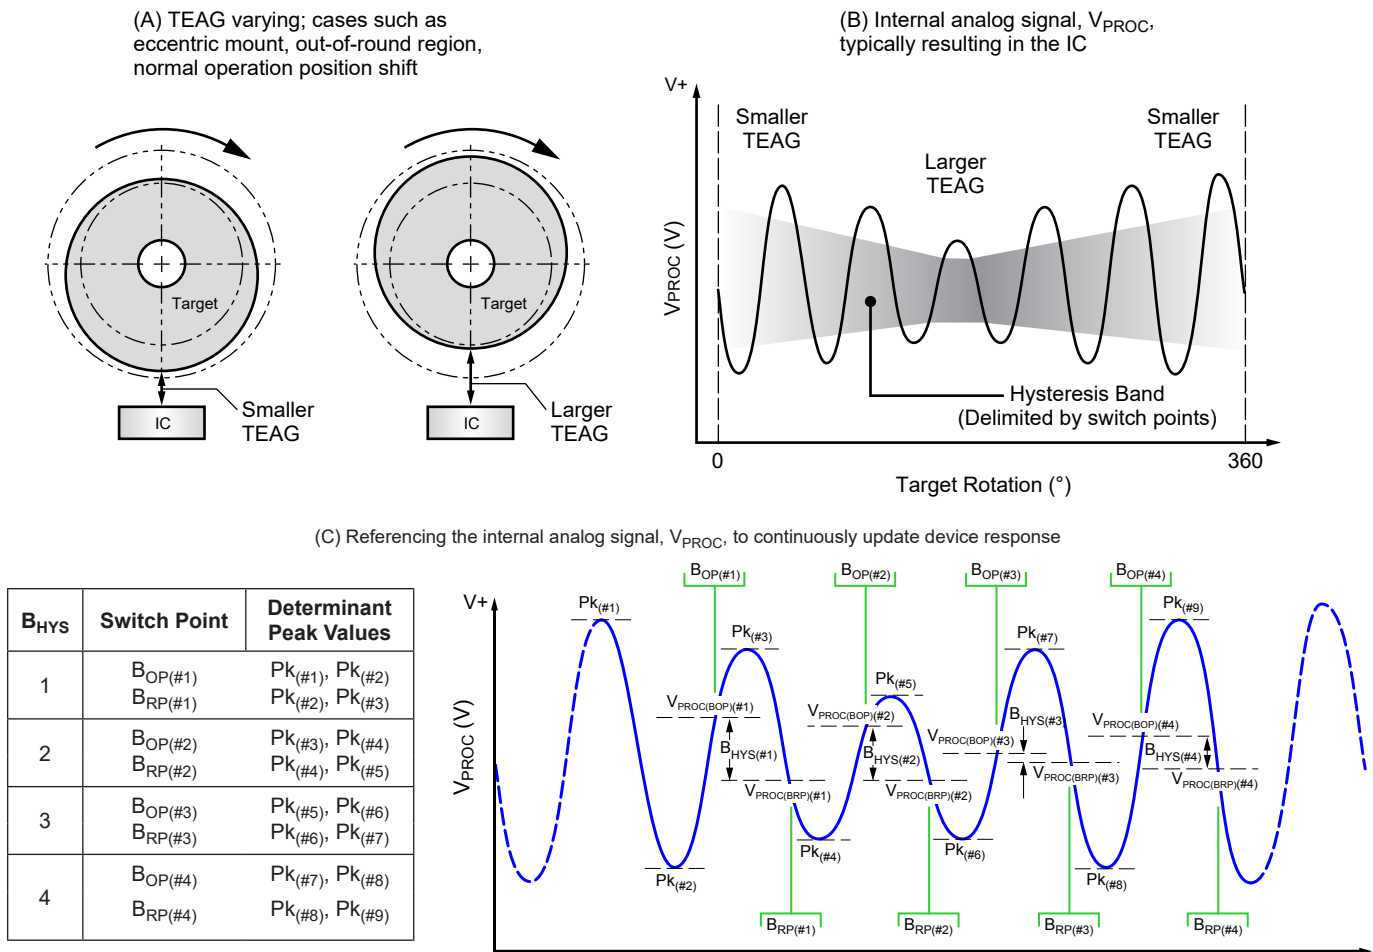 (A) TEAG varying; cases such as
eccentric mount, out-of-round region,
normal operation position shift
Target
IC
Smaller
TEAG
Target
IC
Larger
TEAG
(B) Internal analog signal, VPROC,
typically resulting in the IC
V+
VPROC (V)
Smaller
TEAG
Larger
TEAG
Smaller
TEAG
Hysteresis Band
(Delimited by switch points)
0
360
Target Rotation (°)
(C) Referencing the internal analog signal, VPROC, to continuously update device response
BHYS
Switch Point
Determinant
Peak Values
1
BOP(#1)
Pk(#1), Pk(#2)
BRP(#1)
Pk(#2), Pk(#3)
2
BOP(#2)
Pk(#3), Pk(#4)
BRP(#2)
Pk(#4), Pk(#5)
3
BOP(#3)
Pk(#5), Pk(#6)
BRP(#3)
Pk(#6), Pk(#7)
4
BOP(#4)
Pk(#7), Pk(#8)
BRP(#4)
Pk(#8), Pk(#9)
V+
VPROC (V)
BOP(#1)
BOP(#2)
BOP(#3)
BOP(#4)
Pk(#1)
Pk(#3)
Pk(#5)
Pk(#7)
Pk(#9)
VPROC(BOP)(#1)
VPROC(BOP)(#2)
VPROC(BOP)(#3)
VPROC(BOP)(#4)
BHYS(#1)
BHYS(#2)
BHYS(#3)
BHYS(#4)
VPROC(BRP)(#1)
VPROC(BRP)(#2)
VPROC(BRP)(#3)
VPROC(BRP)(#4)
Pk(#2)
Pk(#4)
Pk(#6)
Pk(#8)
BRP(#1)
BRP(#2)
BRP(#3)
BRP(#4)